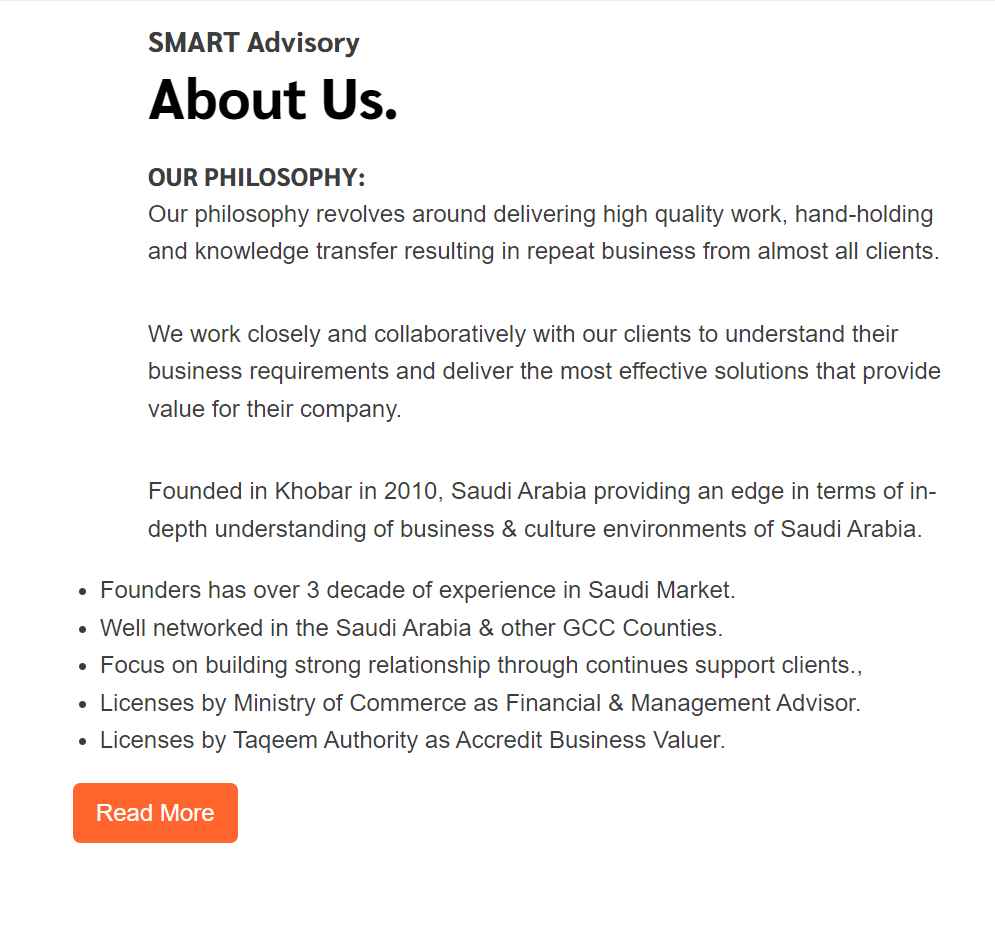 SMART Advisory
About Us.
OUR PHILOSOPHY:
Our philosophy revolves around delivering high quality work, hand-holding
and knowledge transfer resulting in repeat business from almost all clients.
We work closely and collaboratively with our clients to understand their
business requirements and deliver the most effective solutions that provide
value for their company.
Founded in Khobar in 2010, Saudi Arabia providing an edge in terms of in-
depth understanding of business & culture environments of Saudi Arabia.
• Founders has over 3 decade of experience in Saudi Market.
• Well networked in the Saudi Arabia & other GCC Counties.
• Focus on building strong relationship through continues support clients.,
• Licenses by Ministry of Commerce as Financial & Management Advisor.
• Licenses by Taqeem Authority as Accredit Business Valuer.
Read More